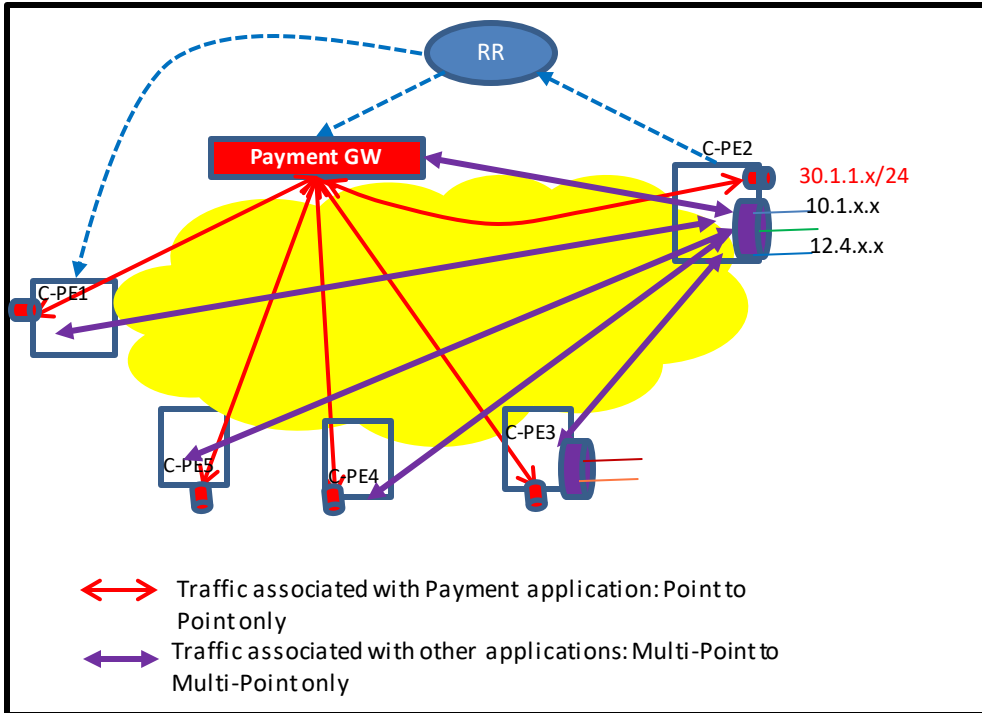 RR
Payment GW
C-PE2
30.1.1.x/24
10.1.x.x
12.4.x.x
C-PE1
C-PE3
C-PE5
C-PE4
Traffic associated with Payment application: Point to
Point only
Traffic associated with other applications: Multi-Point to
Multi-Point only